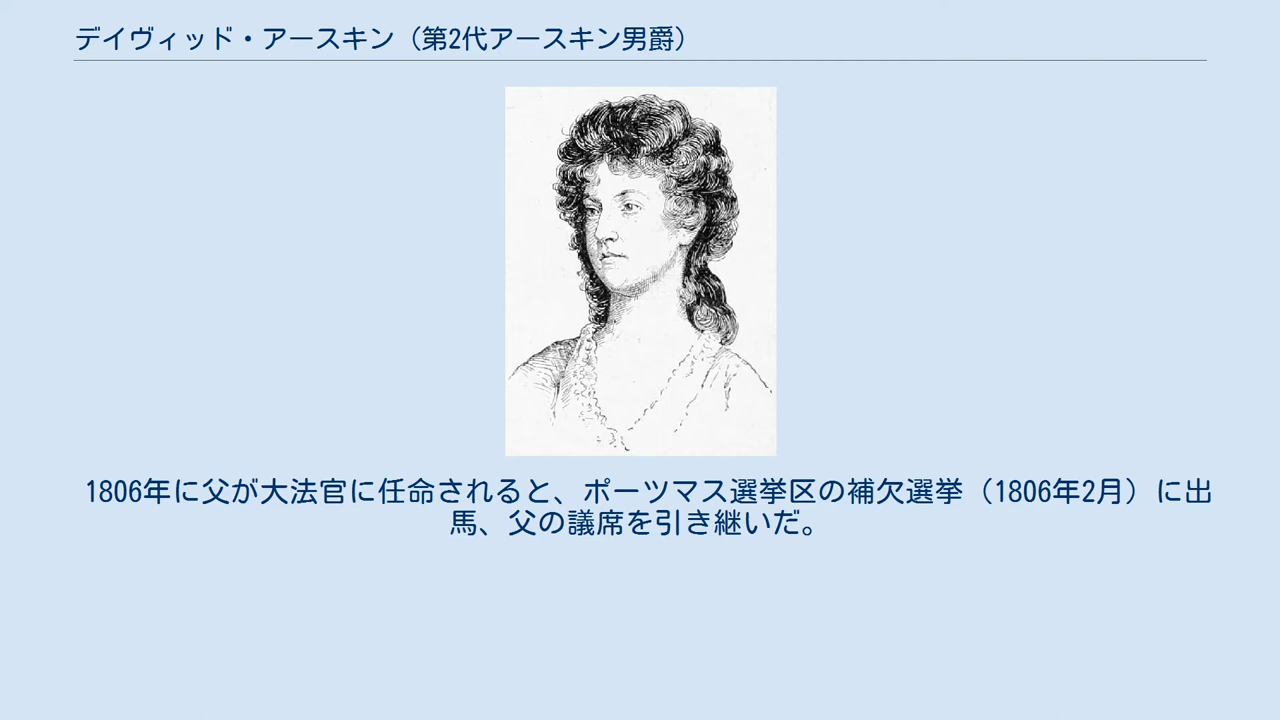 デイヴィッド・アースキン（第2代アースキン男爵）
1806年に父が大法官に任命されると、ポーツマス選挙区の補欠選挙（1806年2月）に出
馬、父の議席を引き継いだ。